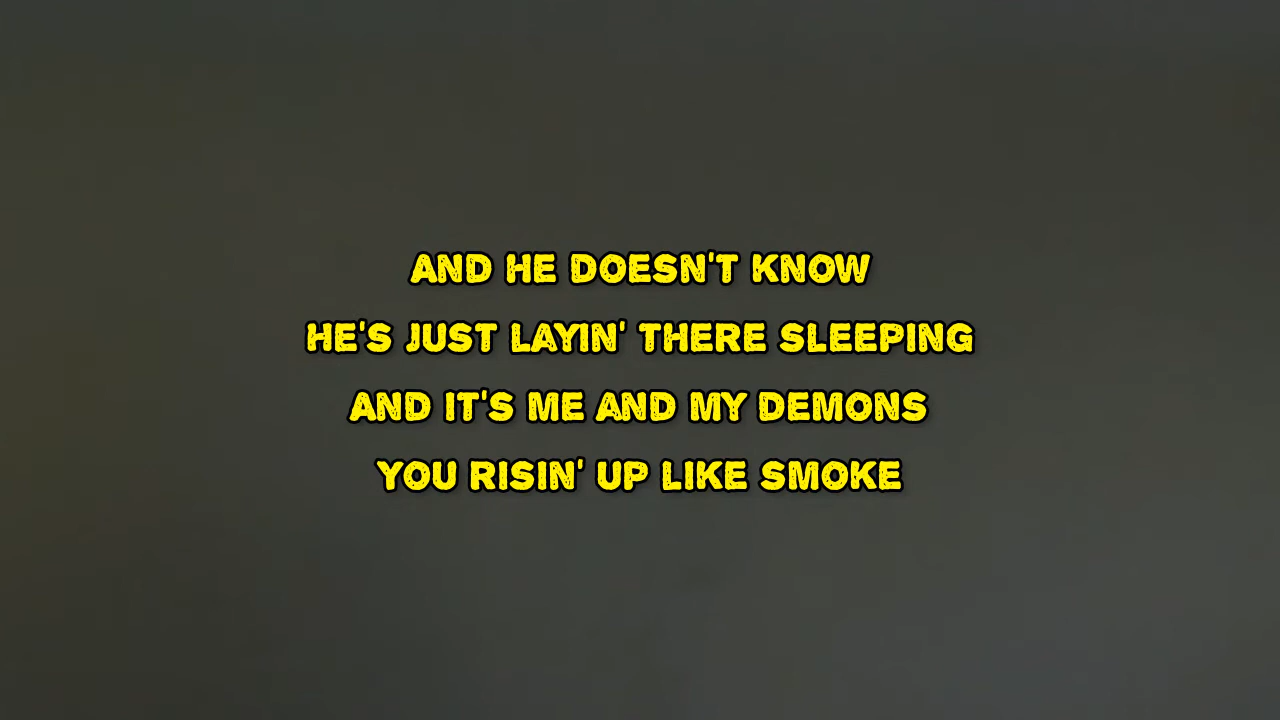 AND HE DOESN'T KNOW
HE'S JUST LAYIN' THERE SLEEPING
AND IT'S ME AND MY DEMONS
YOU RISIN' UP LIKE SMOKE